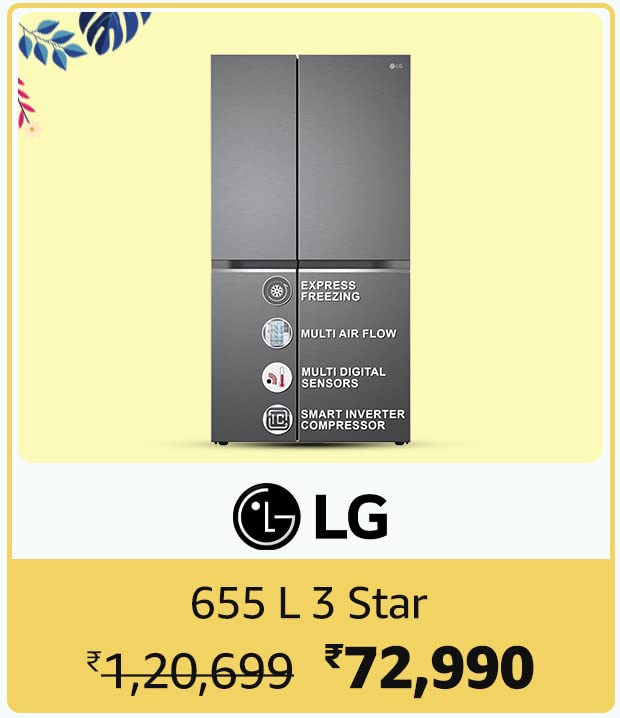 LG
EXPRESS
FREEZING
MULTI AIR FLOW
MULTI DIGITAL
SENSORS
SMART INVERTER
COMPRESSOR
LG
655 L 3 Star
₹1,20,699 ₹72,990